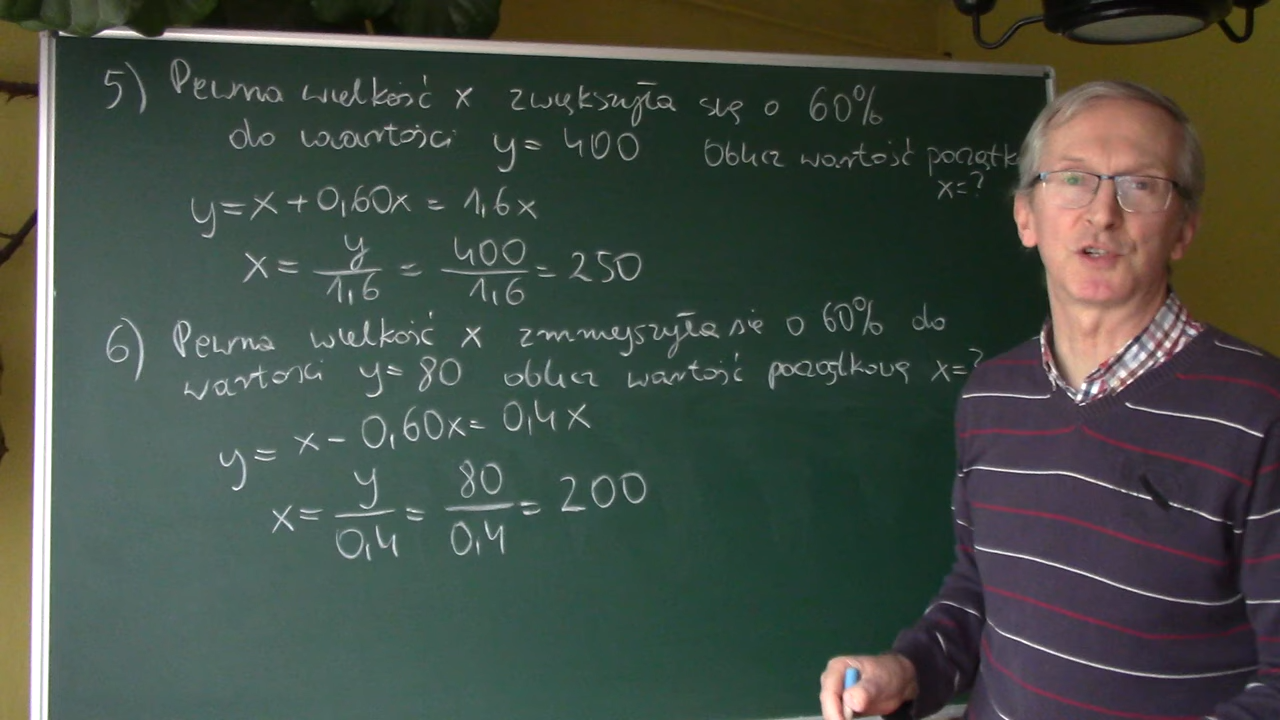 5) Pewna wielkość x zwiększyła się o 60%
do wartości y = 400 Oblicz wartość początk
x=?
y = x + 0,60x = 1,6x
x = y/1,6 = 400/1,6 = 250
6) Pewna wielkość x zmniejszyła się o 60% do
wartosci y = 80 oblicz wartość początkową x=?
y = x - 0,60x = 0,4x
x = y/0,4 = 80/0,4 = 200